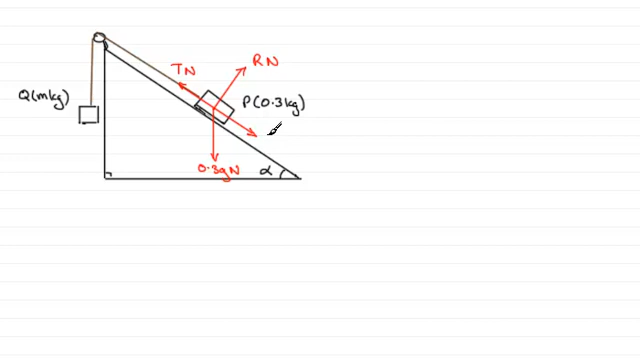 TN
RN
Q(mkg)
P(0.3kg)
0.3gN
α